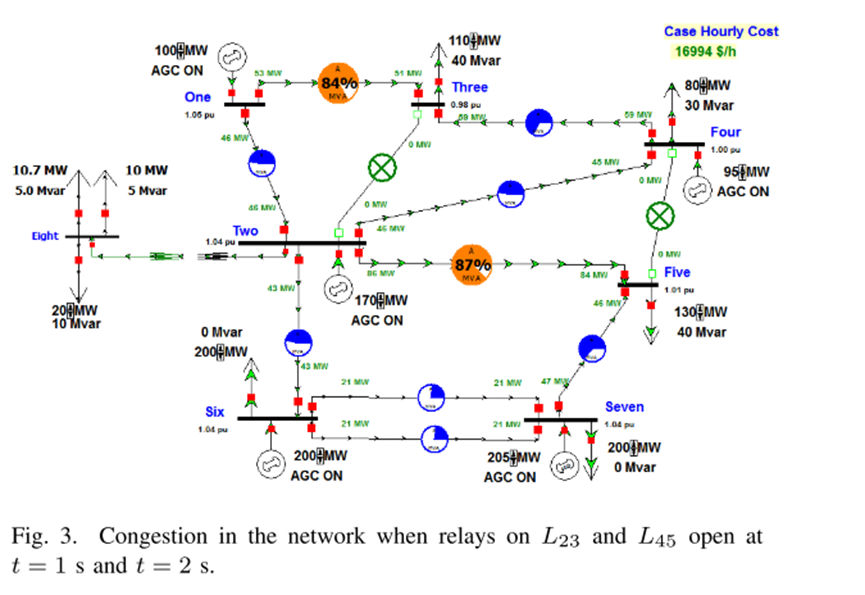 Case Hourly Cost
16994 $/h
100 MW
AGC ON
One
1.05 pu
53 MW
A
84%
MVA
51 MW
110 MW
40 Mvar
Three
0.98 pu
59 MW
59 MW
80 MW
30 Mvar
Four
1.00 pu
95 MW
AGC ON
46 MW
46 MW
0 MW
0 MW
0 MW
0 MW
10.7 MW
5.0 Mvar
10 MW
5 Mvar
Eight
20 MW
10 Mvar
Two
1.04 pu
46 MW
86 MW
A
87%
MVA
84 MW
Five
1.01 pu
130 MW
40 Mvar
170 MW
AGC ON
43 MW
43 MW
0 Mvar
200 MW
46 MW
47 MW
Six
1.04 pu
21 MW
21 MW
21 MW
21 MW
200 MW
AGC ON
Seven
1.04 pu
205 MW
AGC ON
200 MW
0 Mvar
Fig. 3. Congestion in the network when relays on L23 and L45 open at
t = 1 s and t = 2 s.